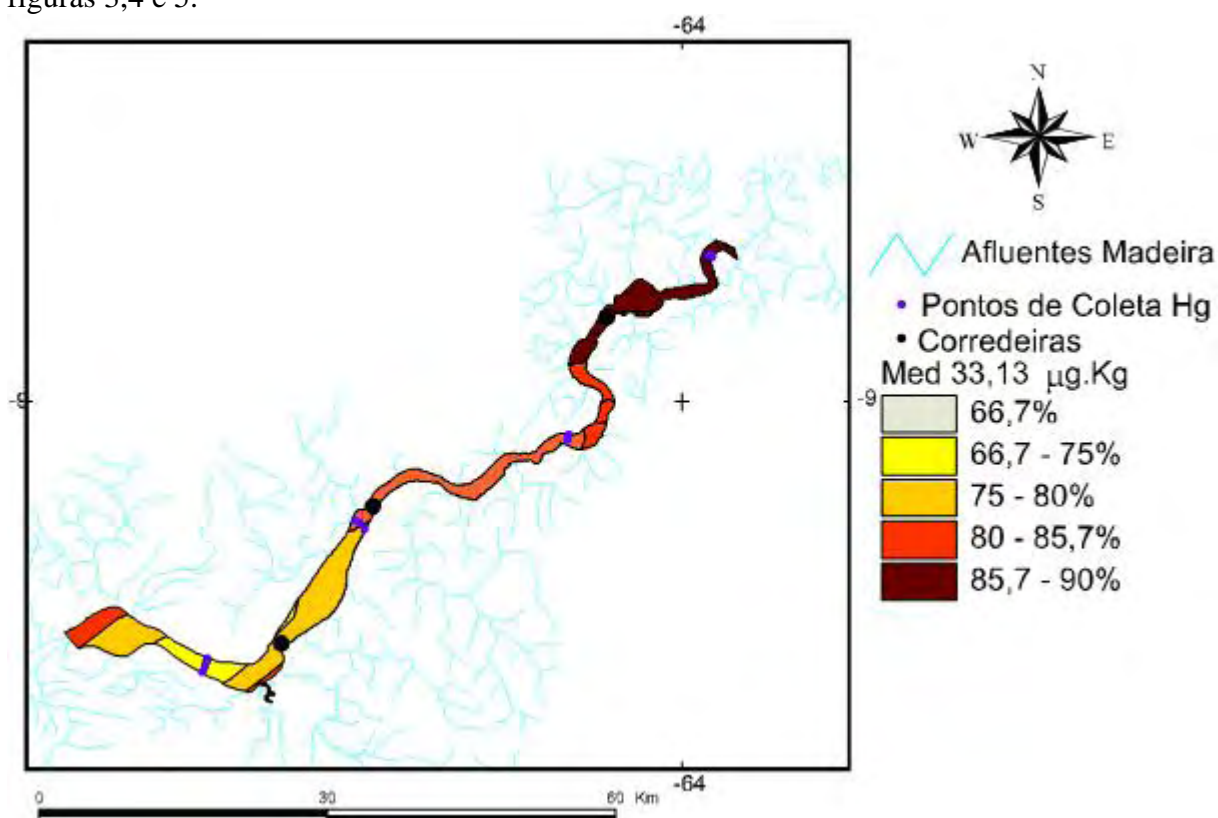 figuras 3,4 e 5.
-64
N
W E
S
-9
-9
Afluentes Madeira
Pontos de Coleta Hg
Corredeiras
Med 33,13 µg.Kg
66,7%
66,7 - 75%
75 - 80%
80 - 85,7%
85,7 - 90%
-64
0 30 60 Km